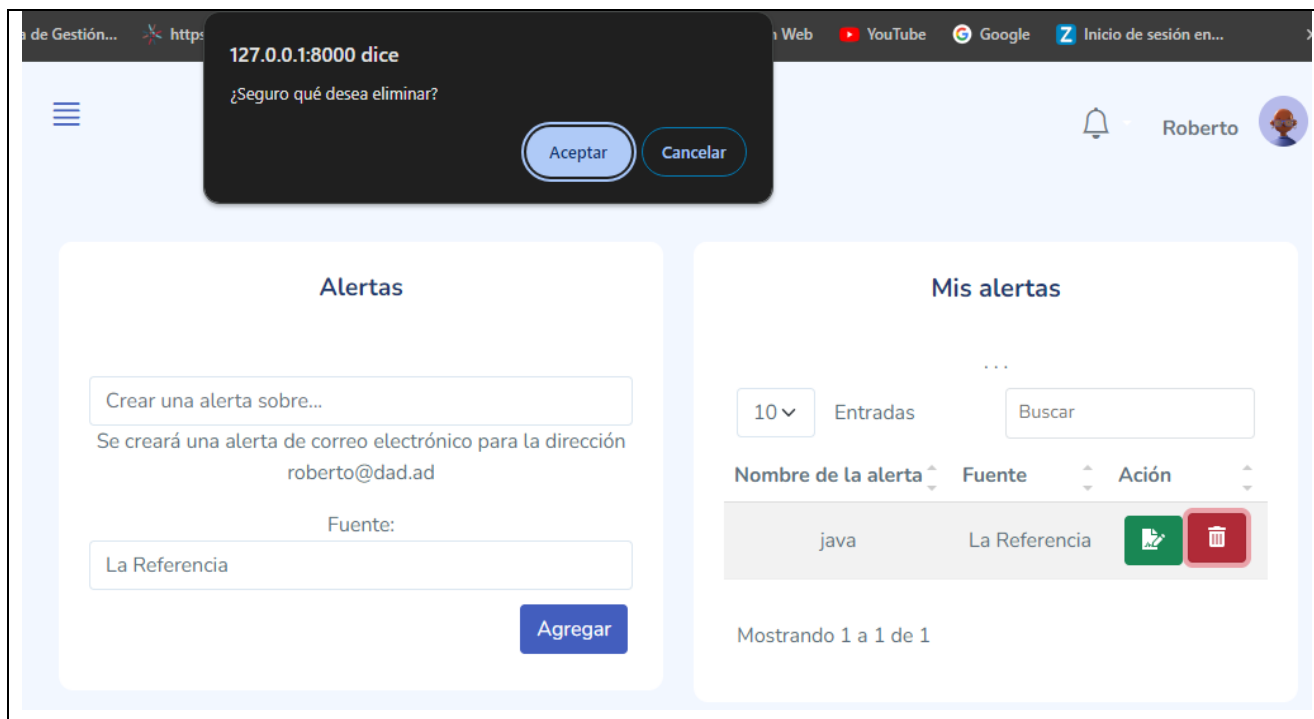 a de Gestión... https n Web YouTube Google Inicio de sesión en...
127.0.0.1:8000 dice
¿Seguro qué desea eliminar?
Aceptar Cancelar
Roberto
Alertas
Crear una alerta sobre...
Se creará una alerta de correo electrónico para la dirección
roberto@dad.ad
Fuente:
La Referencia
Agregar
Mis alertas
...
10 Entradas Buscar
Nombre de la alerta Fuente Ación
java La Referencia
Mostrando 1 a 1 de 1